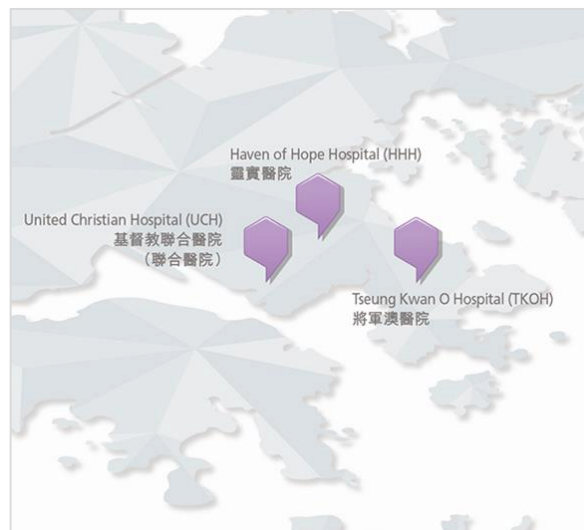 Haven of Hope Hospital (HHH)
靈實醫院
United Christian Hospital (UCH)
基督教聯合醫院
（聯合醫院）
Tseung Kwan O Hospital (TKOH)
將軍澳醫院